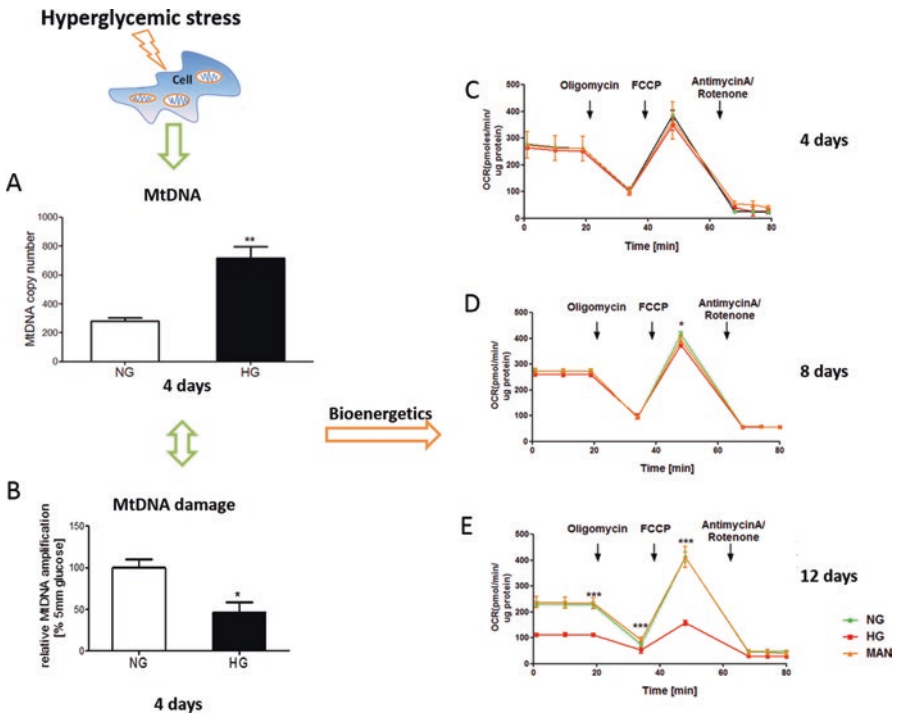 Hyperglycemic stress
Cell
A
MtDNA
MtDNA copy number
1000
800
600
400
200
0
**
NG
HG
4 days
Bioenergetics
B
MtDNA damage
relative MtDNA amplification
[% 5mm glucose]
150
100
50
0
*
NG
HG
4 days
C
Oligomycin
FCCP
AntimycinA/
Rotenone
4 days
OCR(pmoles/min/
ug protein)
500
400
300
200
100
0
0
20
40
60
80
Time [min]
D
Oligomycin
FCCP
AntimycinA/
Rotenone
8 days
OCR(pmol/min/
ug protein)
500
400
300
200
100
0
*
0
20
40
60
80
Time [min]
E
Oligomycin
FCCP
AntimycinA/
Rotenone
12 days
OCR(pmol/min/
ug protein)
500
400
300
200
100
0
***
***
***
0
20
40
60
80
Time [min]
NG
HG
MAN